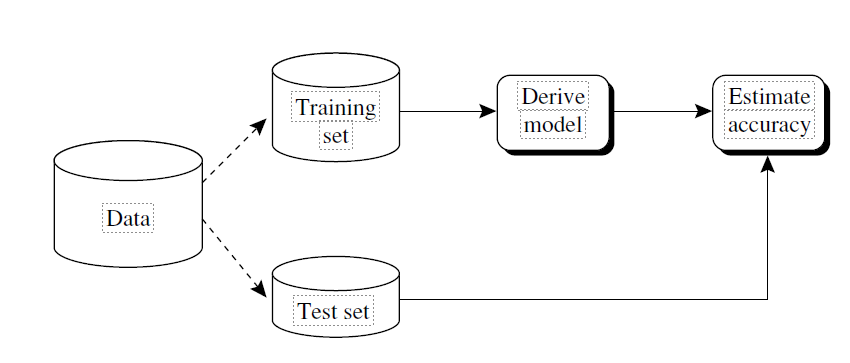 Training
set
Derive
model
Estimate
accuracy
Data
Test set